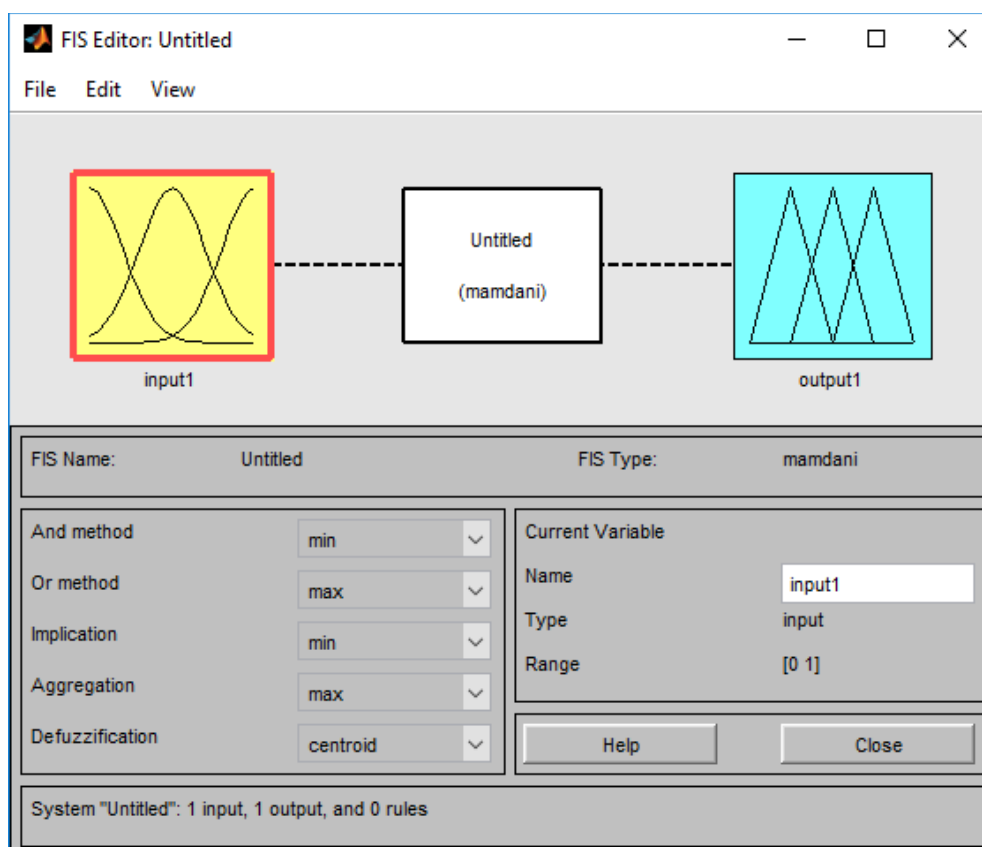 FIS Editor: Untitled
File Edit View
Untitled
(mamdani)
input1
output1
FIS Name: Untitled FIS Type: mamdani
And method min
Or method max
Implication min
Aggregation max
Defuzzification centroid
Current Variable
Name input1
Type input
Range [0 1]
Help Close
System "Untitled": 1 input, 1 output, and 0 rules